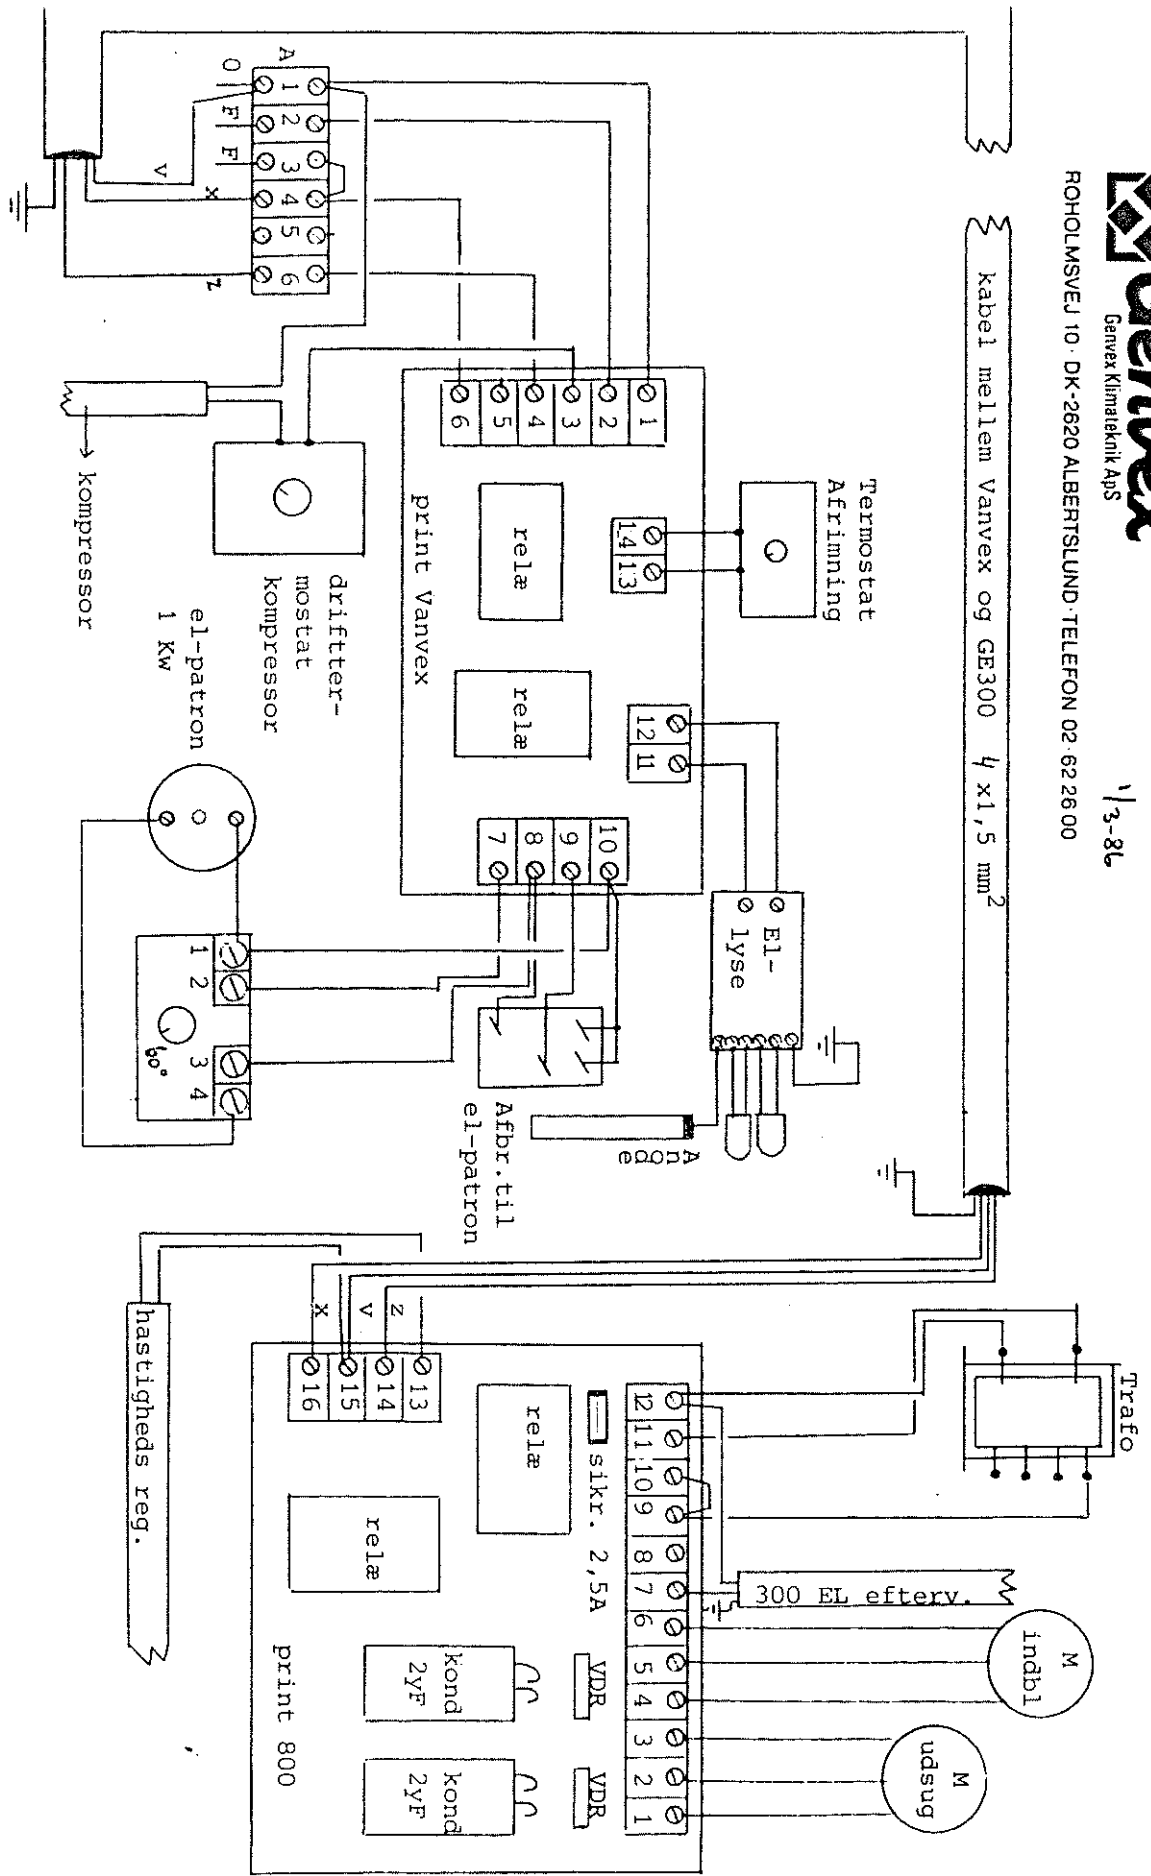 Genvex
Genvex Klimateknik ApS
1/3-86
ROHOLMSVEJ 10 · DK-2620 ALBERTSLUND · TELEFON 02·62 26 00
kabel mellem Vanvex og GE300 4 x1,5 mm²
A
O
F
F
1
2
3
4
5
6
v
x
z
kompressor
driftter-
mostat
kompressor
print Vanvex
6
5
4
3
2
1
relæ
relæ
14
13
Termostat
Afrimning
12
11
7
8
9
10
El-
lyse
Anode
Afbr.til
el-patron
el-patron
1 Kw
1
2
3
4
60°
hastigheds reg.
x
v
z
16
15
14
13
print 800
relæ
relæ
sikr. 2,5A
12
11
10
9
8
7
6
5
4
3
2
1
Trafo
300 EL efterv.
M
indbl
M
udsug
VDR
VDR
kond
2yF
kond
2yF